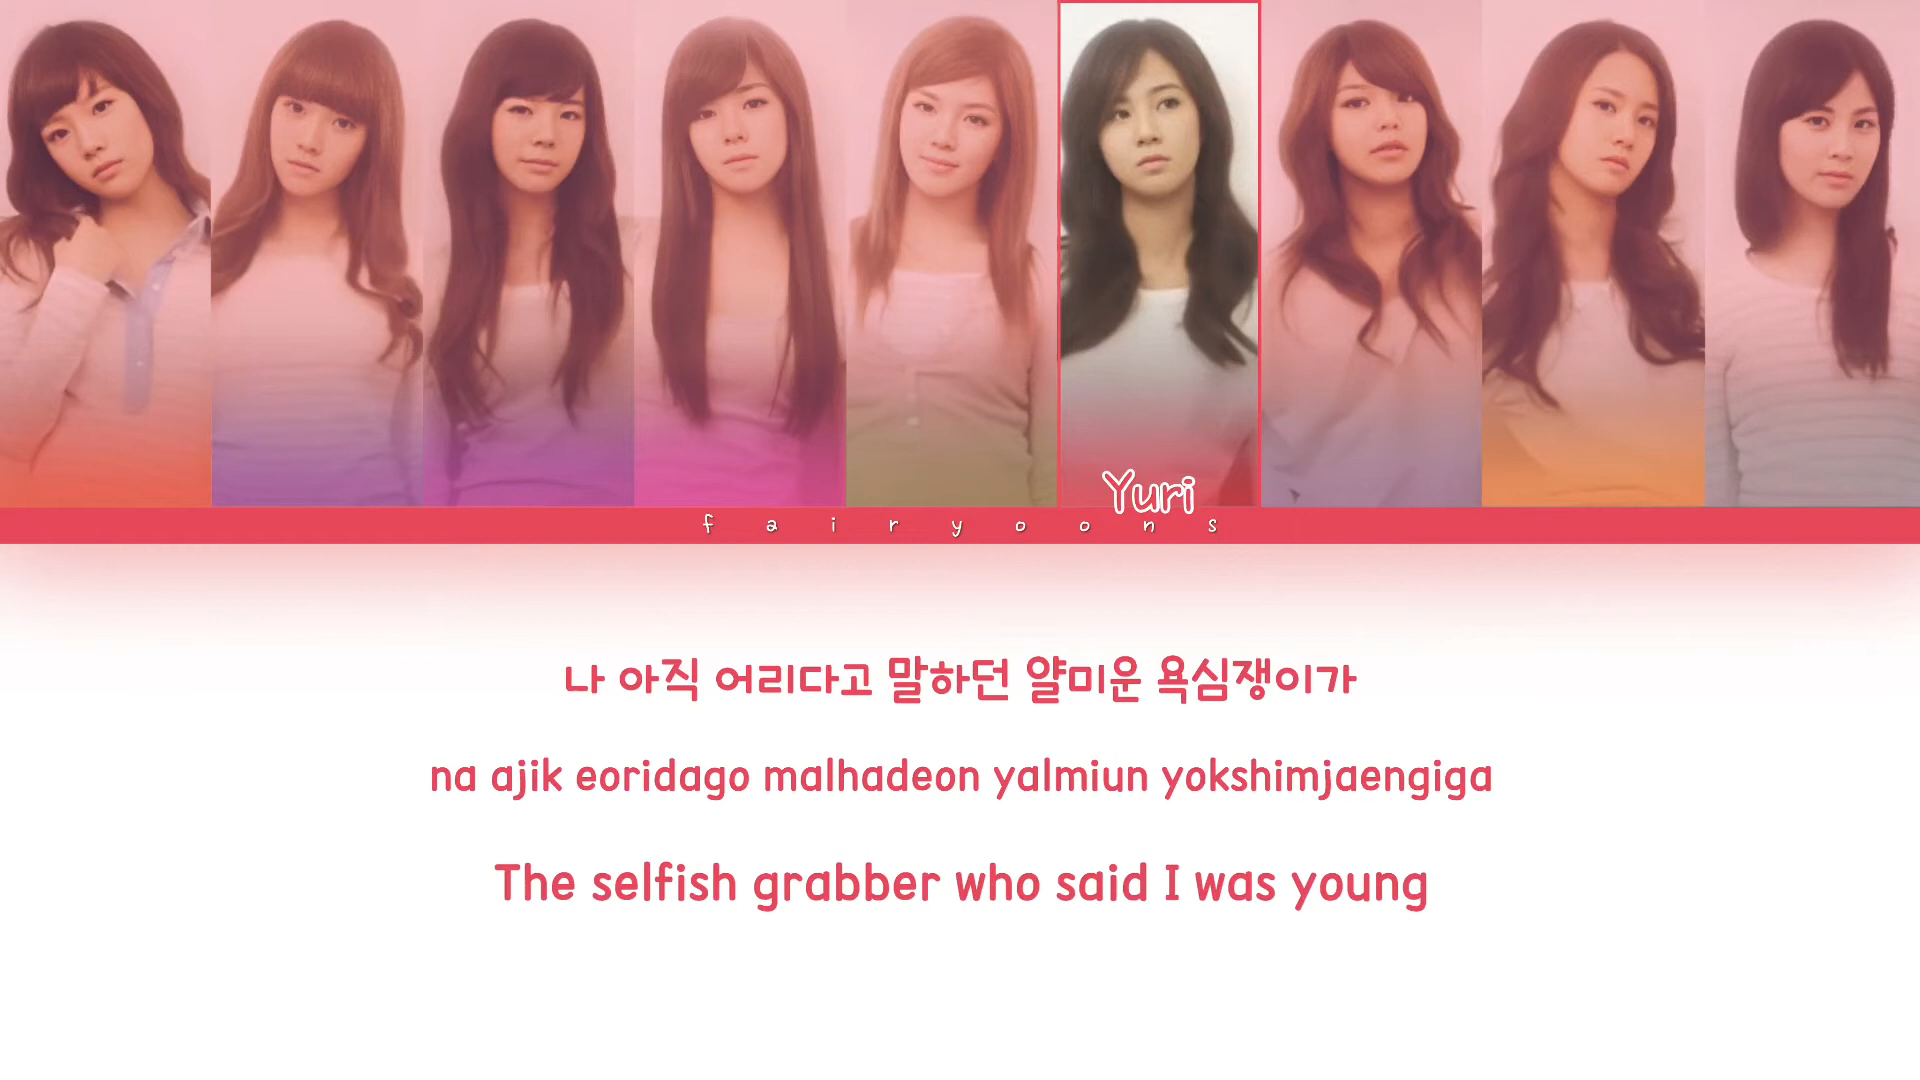 Yuri
fairyoons
나 아직 어리다고 말하던 얄미운 욕심쟁이가
na ajik eoridago malhadeon yalmiun yokshimjaengiga
The selfish grabber who said I was young